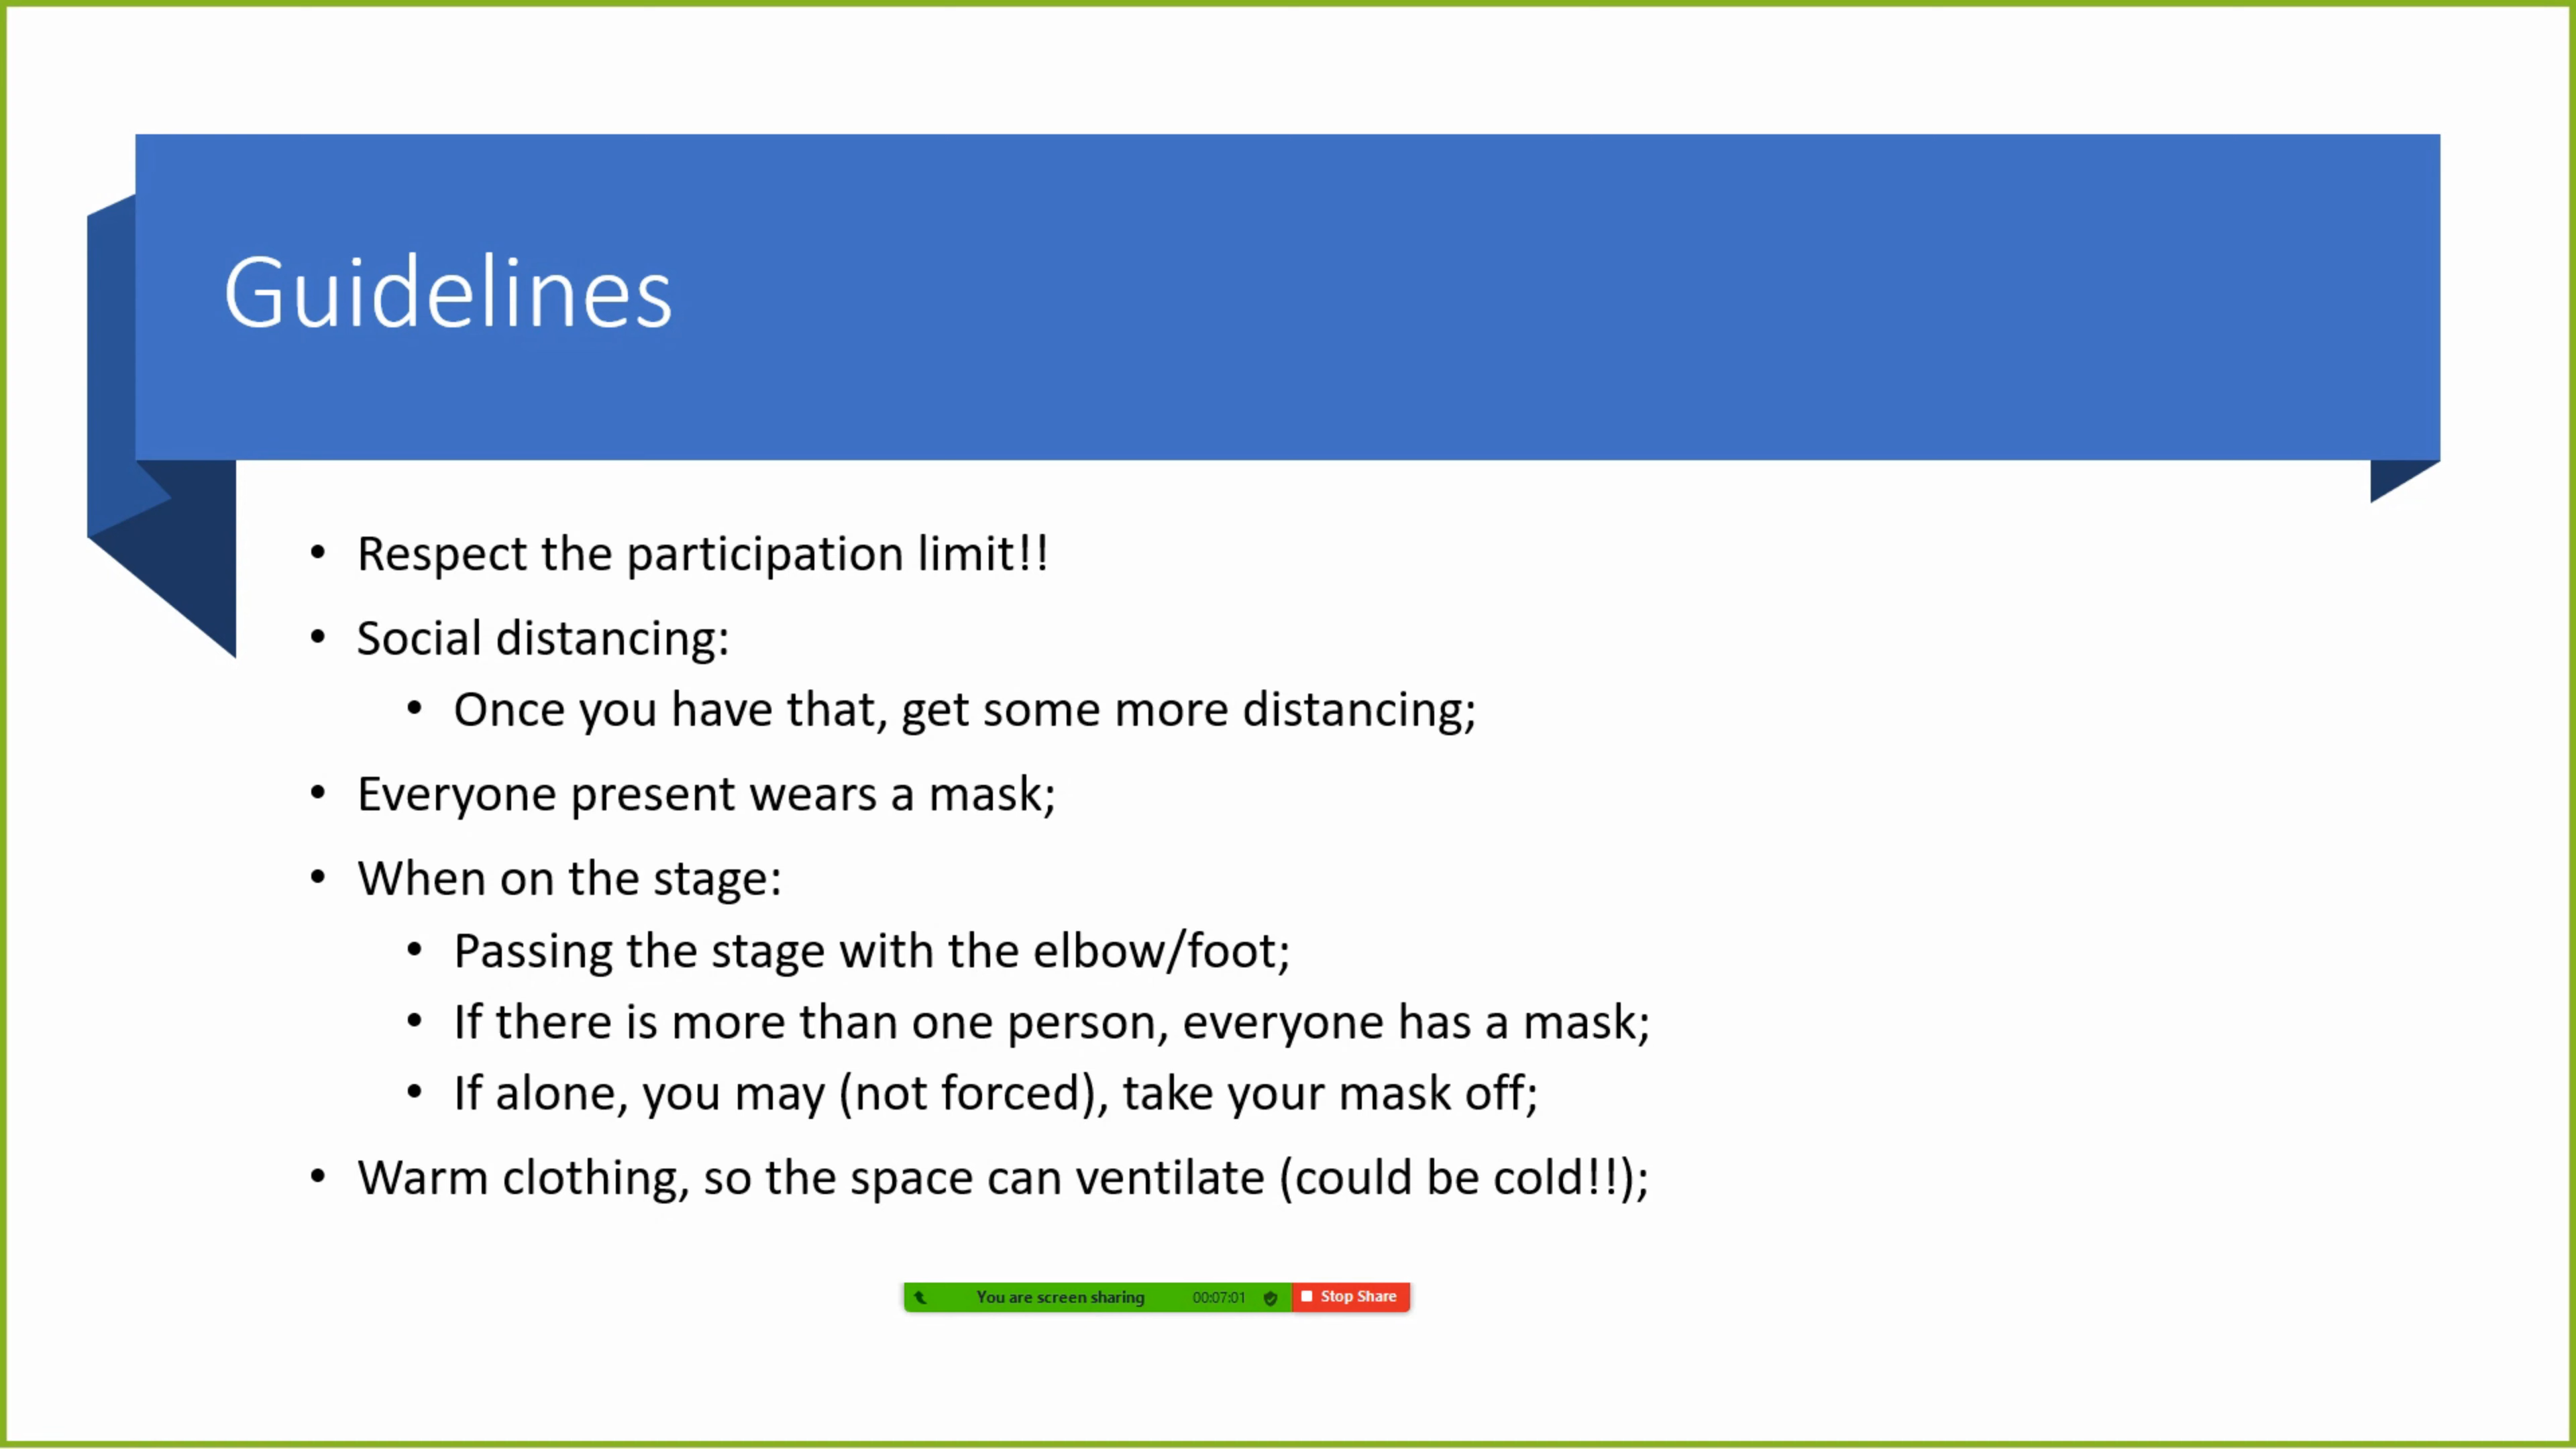 Guidelines
• Respect the participation limit!!
• Social distancing:
• Once you have that, get some more distancing;
• Everyone present wears a mask;
• When on the stage:
• Passing the stage with the elbow/foot;
• If there is more than one person, everyone has a mask;
• If alone, you may (not forced), take your mask off;
• Warm clothing, so the space can ventilate (could be cold!!);
You are screen sharing 00:07:01 Stop Share